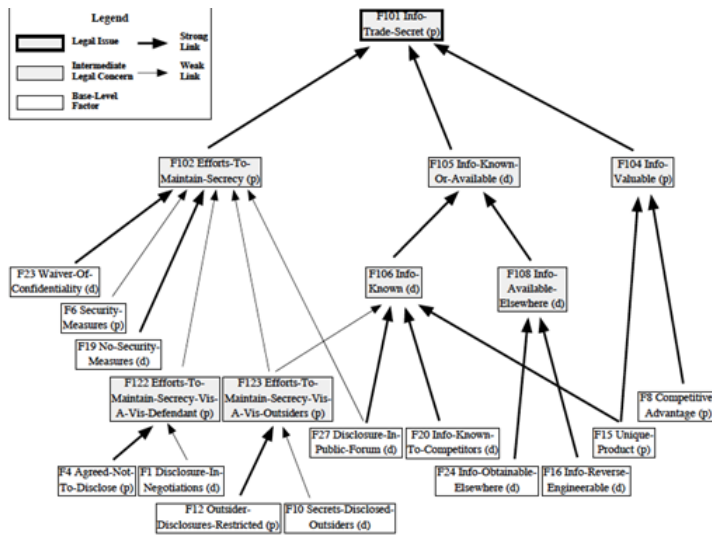 Legend
Legal Issue
Strong
Link
Intermediate
Legal Concern
Weak
Link
Base-Level
Factor
F101 Info-
Trade-Secret (p)
F102 Efforts-To-
Maintain-Secrecy (p)
F105 Info-Known-
Or-Available (d)
F104 Info-
Valuable (p)
F23 Waiver-Of-
Confidentiality (d)
F6 Security-
Measures (p)
F19 No-Security-
Measures (d)
F106 Info-
Known (d)
F108 Info-
Available-
Elsewhere (d)
F122 Efforts-To-
Maintain-Secrecy-Vis-
A-Vis-Defendant (p)
F123 Efforts-To-
Maintain-Secrecy-Vis-
A-Vis-Outsiders (p)
F8 Competitive-
Advantage (p)
F27 Disclosure-In-
Public-Forum (d)
F20 Info-Known-
To-Competitors (d)
F15 Unique-
Product (p)
F4 Agreed-Not-
To-Disclose (p)
F1 Disclosure-In-
Negotiations (d)
F24 Info-Obtainable-
Elsewhere (d)
F16 Info-Reverse-
Engineerable (d)
F12 Outsider-
Disclosures-Restricted (p)
F10 Secrets-Disclosed-
Outsiders (d)